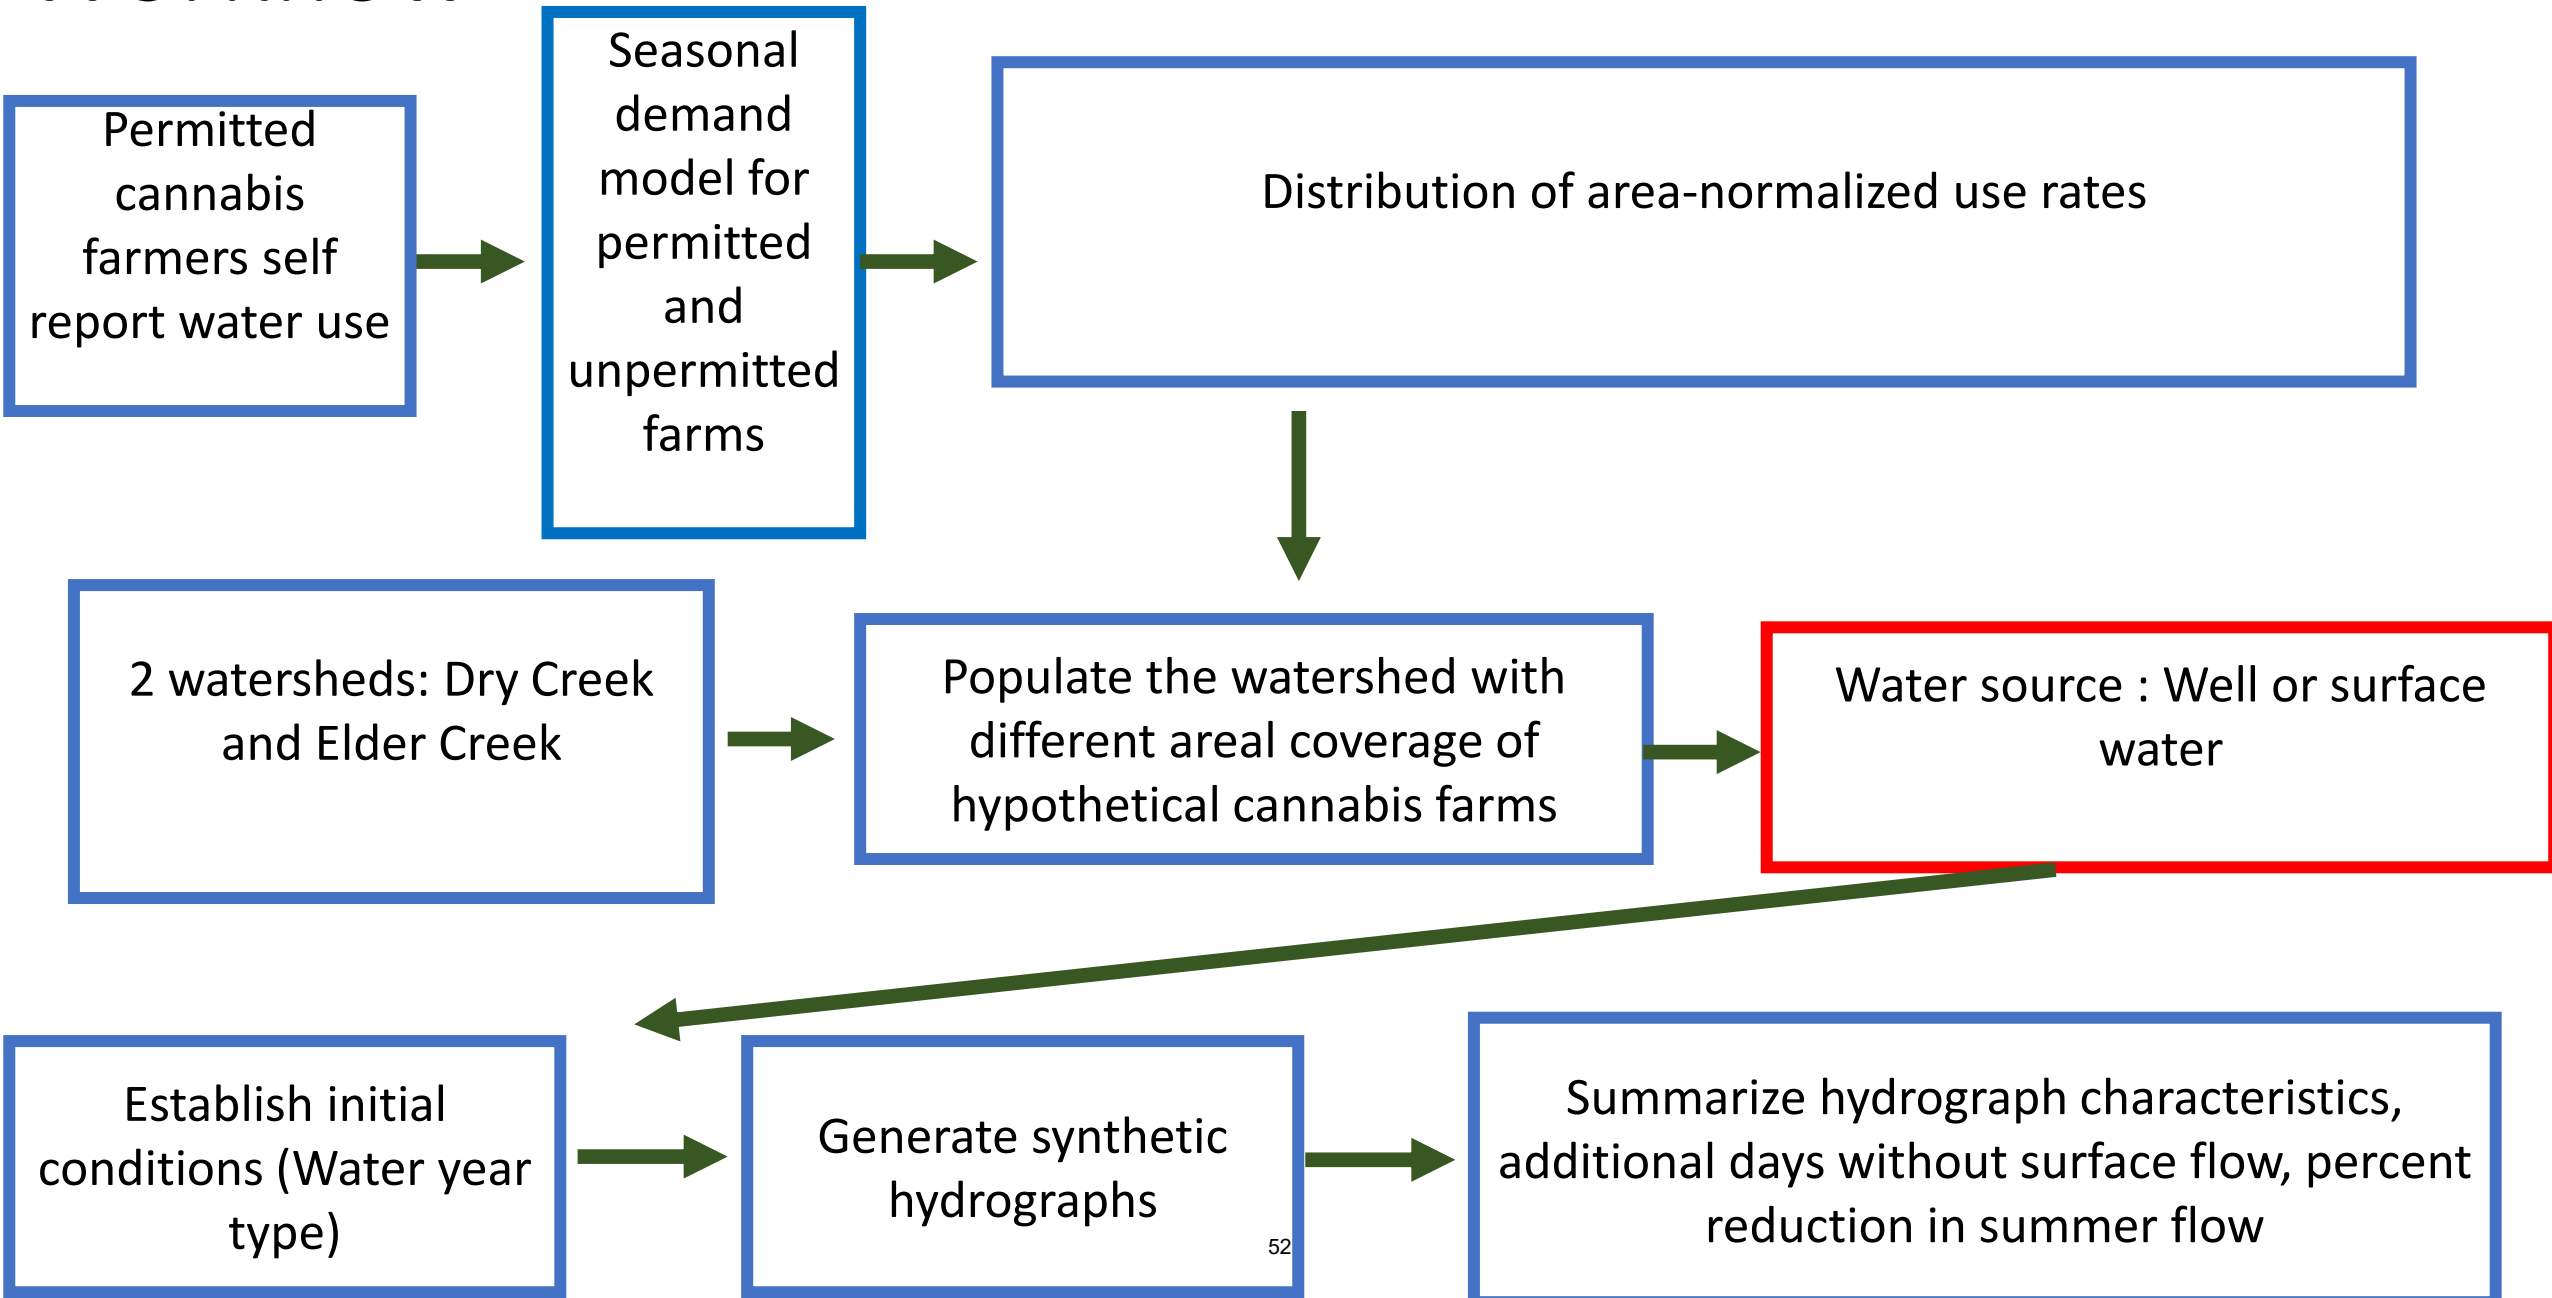 Permitted
cannabis
farmers self
report water use
Seasonal
demand
model for
permitted
and
unpermitted
farms
Distribution of area-normalized use rates
2 watersheds: Dry Creek
and Elder Creek
Populate the watershed with
different areal coverage of
hypothetical cannabis farms
Water source : Well or surface
water
Establish initial
conditions (Water year
type)
Generate synthetic
hydrographs
52
Summarize hydrograph characteristics,
additional days without surface flow, percent
reduction in summer flow